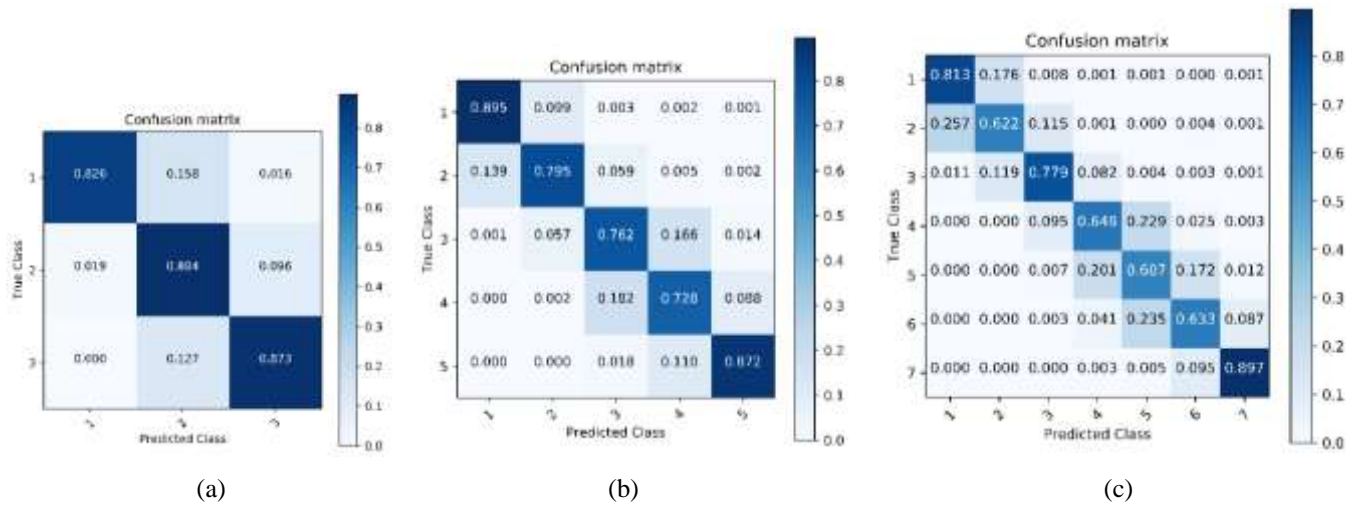 Confusion matrix
0.8
0.7
0.6
0.5
0.4
0.3
0.2
0.1
0.0
True Class
1 0.826 0.158 0.016
2 0.019 0.884 0.096
3 0.000 0.127 0.873
1 2 3
Predicted Class
(a)
Confusion matrix
0.8
0.7
0.6
0.5
0.4
0.3
0.2
0.1
0.0
True Class
1 0.895 0.099 0.003 0.002 0.001
2 0.139 0.795 0.059 0.005 0.002
3 0.001 0.057 0.762 0.166 0.014
4 0.000 0.002 0.182 0.728 0.088
5 0.000 0.000 0.018 0.110 0.872
1 2 3 4 5
Predicted Class
(b)
Confusion matrix
0.8
0.7
0.6
0.5
0.4
0.3
0.2
0.1
0.0
True Class
1 0.813 0.176 0.008 0.001 0.001 0.000 0.001
2 0.257 0.622 0.115 0.001 0.000 0.004 0.001
3 0.011 0.119 0.779 0.082 0.004 0.003 0.001
4 0.000 0.000 0.095 0.648 0.229 0.025 0.003
5 0.000 0.000 0.007 0.201 0.607 0.172 0.012
6 0.000 0.000 0.003 0.041 0.235 0.633 0.087
7 0.000 0.000 0.000 0.003 0.005 0.095 0.897
1 2 3 4 5 6 7
Predicted Class
(c)